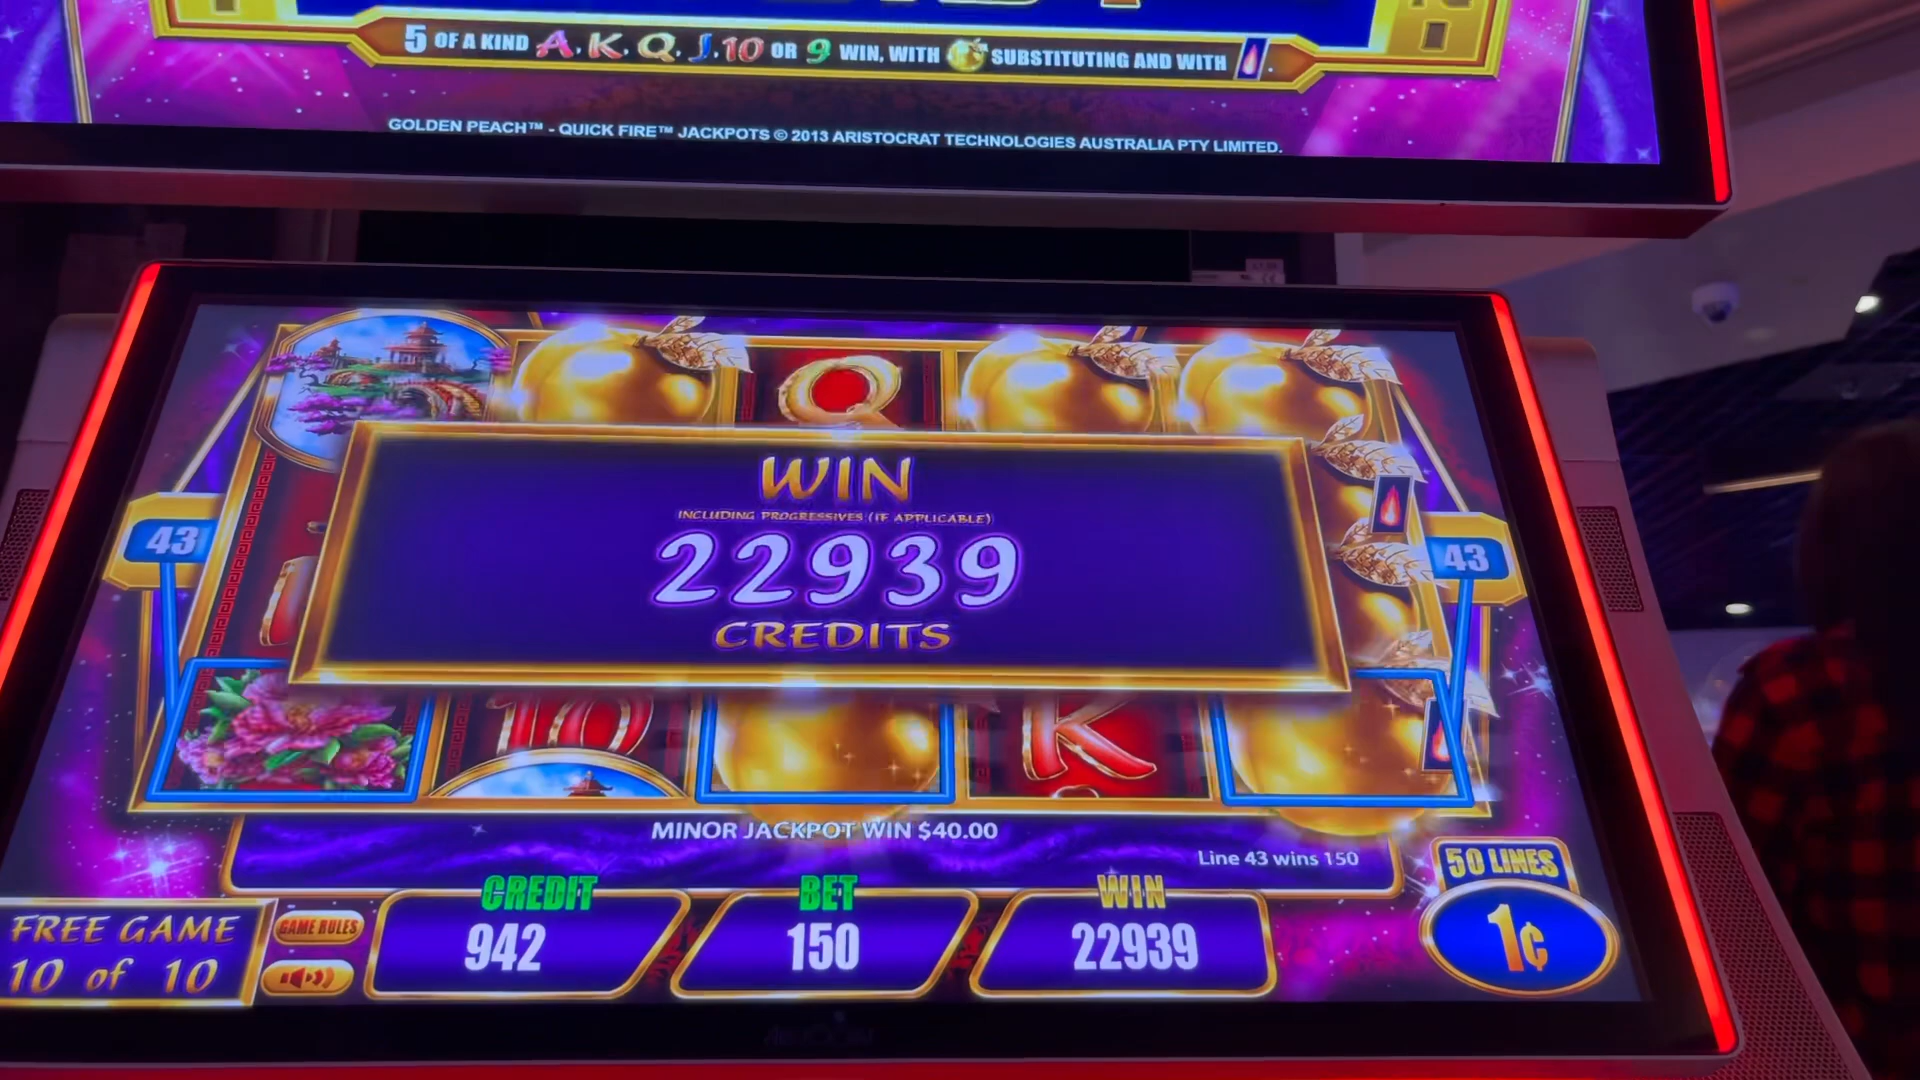 5 OF A KIND A, K, Q, J, 10 OR 9 WIN, WITH SUBSTITUTING AND WITH .
GOLDEN PEACH™ - QUICK FIRE™ JACKPOTS © 2013 ARISTOCRAT TECHNOLOGIES AUSTRALIA PTY LIMITED.
Q
WIN
INCLUDING PROGRESSIVES (IF APPLICABLE)
22939
CREDITS
43
43
10
K
MINOR JACKPOT WIN $40.00
Line 43 wins 150
50 LINES
1¢
CREDIT
942
BET
150
WIN
22939
FREE GAME
10 of 10
GAME RULES